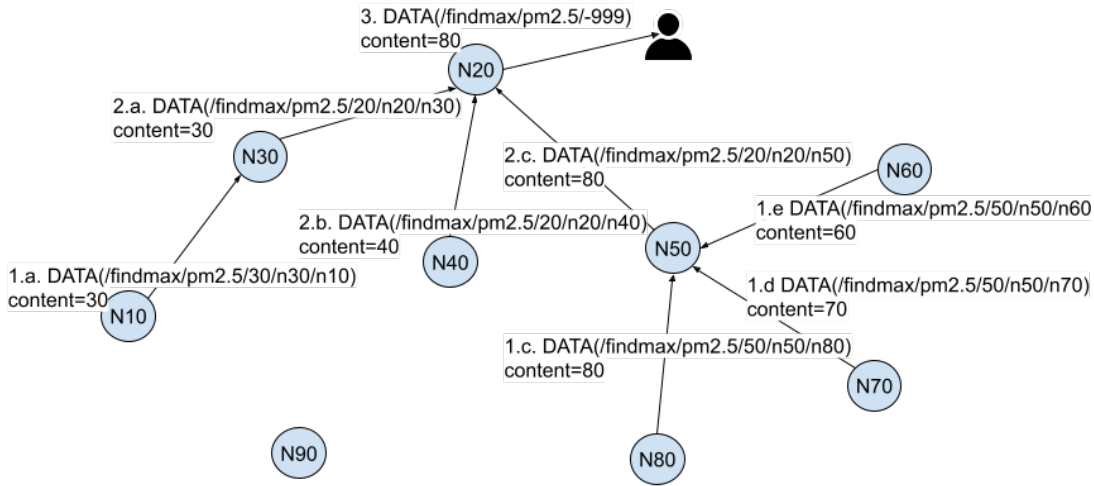 3. DATA(/findmax/pm2.5/-999)
content=80
N20
2.a. DATA(/findmax/pm2.5/20/n20/n30)
content=30
N30
2.c. DATA(/findmax/pm2.5/20/n20/n50)
content=80
N60
1.e DATA(/findmax/pm2.5/50/n50/n60
content=60
2.b. DATA(/findmax/pm2.5/20/n20/n40)
content=40
N40
N50
1.a. DATA(/findmax/pm2.5/30/n30/n10)
content=30
N10
1.d DATA(/findmax/pm2.5/50/n50/n70)
content=70
1.c. DATA(/findmax/pm2.5/50/n50/n80)
content=80
N70
N90
N80